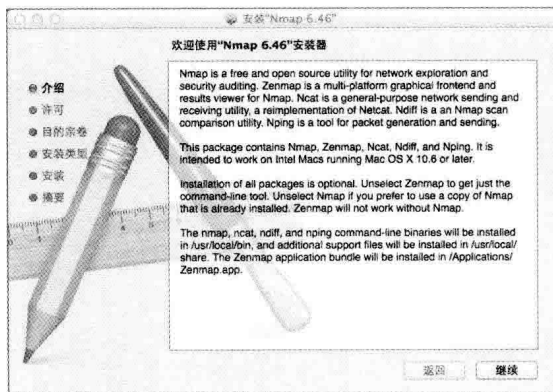 安装"Nmap 6.46"
欢迎使用"Nmap 6.46"安装器
介绍
许可
目的宗卷
安装类型
安装
摘要
Nmap is a free and open source utility for network exploration and
security auditing. Zenmap is a multi-platform graphical frontend and
results viewer for Nmap. Ncat is a general-purpose network sending and
receiving utility, a reimplementation of Netcat. Ndiff is a an Nmap scan
comparison utility. Nping is a tool for packet generation and sending.
This package contains Nmap, Zenmap, Ncat, Ndiff, and Nping. It is
intended to work on Intel Macs running Mac OS X 10.6 or later.
Installation of all packages is optional. Unselect Zenmap to get just the
command-line tool. Unselect Nmap if you prefer to use a copy of Nmap
that is already installed. Zenmap will not work without Nmap.
The nmap, ncat, ndiff, and nping command-line binaries will be installed
in /usr/local/bin, and additional support files will be installed in /usr/local/
share. The Zenmap application bundle will be installed in /Applications/
Zenmap.app.
返回
继续